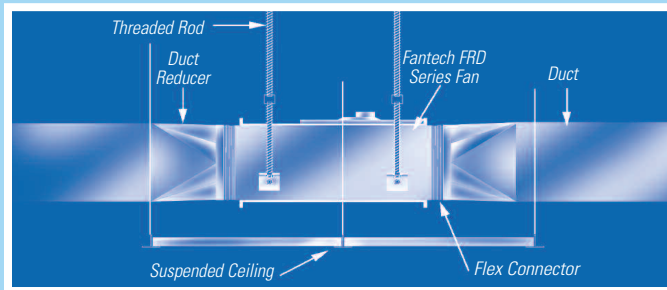 Threaded Rod
Duct
Reducer
Fantech FRD
Series Fan
Duct
Suspended Ceiling
Flex Connector